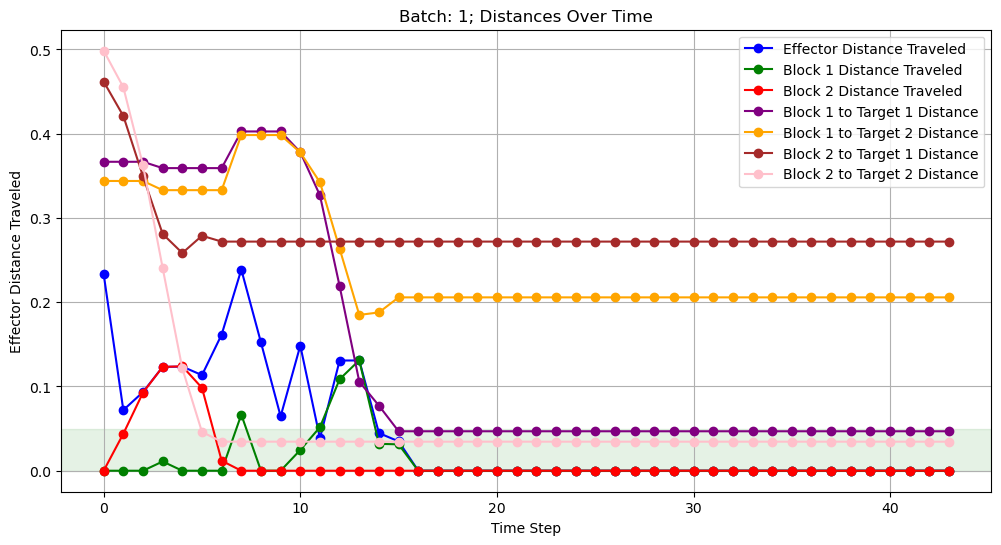 Batch: 1; Distances Over Time
Effector Distance Traveled
0.5
0.4
0.3
0.2
0.1
0.0
Effector Distance Traveled
Block 1 Distance Traveled
Block 2 Distance Traveled
Block 1 to Target 1 Distance
Block 1 to Target 2 Distance
Block 2 to Target 1 Distance
Block 2 to Target 2 Distance
0 10 20 30 40
Time Step